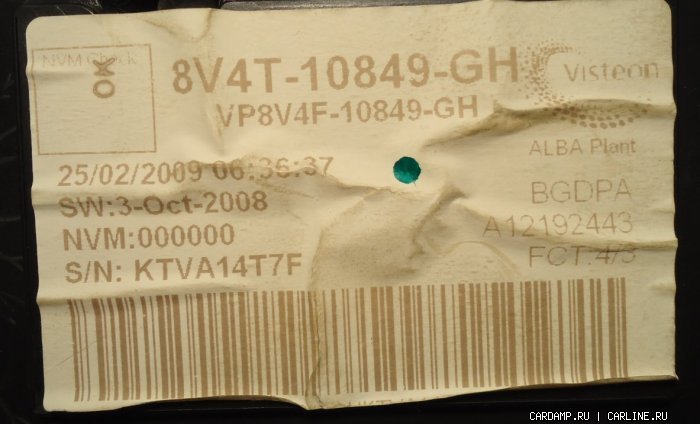 NVM Check
OK
8V4T-10849-GH
VP8V4F-10849-GH
Visteon
ALBA Plant
25/02/2009 06:36:37
SW:3-Oct-2008
NVM:000000
S/N: KTVA14T7F
BGDPA
A12192443
FCT:4/3
CARDAMP.RU | CARLINE.RU